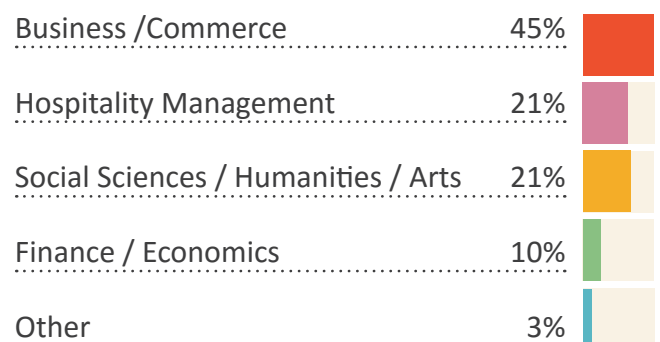 Business /Commerce 45%
Hospitality Management 21%
Social Sciences / Humanities / Arts 21%
Finance / Economics 10%
Other 3%